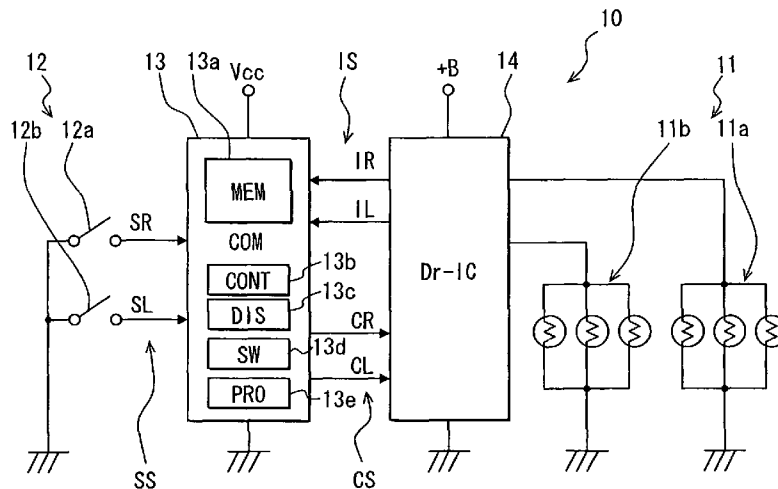 10
12
13
13a
IS
14
11
Vcc
+B
12b
12a
11b
11a
IR
MEM
SR
IL
COM
Dr-IC
CONT
13b
DIS
13c
SL
CR
SW
13d
CL
PRO
13e
SS
CS